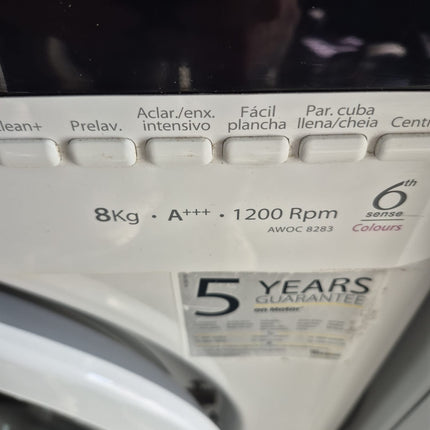 lean+
Prelav.
Aclar./enx.
intensivo
Fácil
plancha
Par. cuba
llena/cheia
Cent
8Kg · A+++ · 1200 Rpm
AWOC 8283
6th
sense
Colours
5 YEARS
GUARANTEE
on Motor*